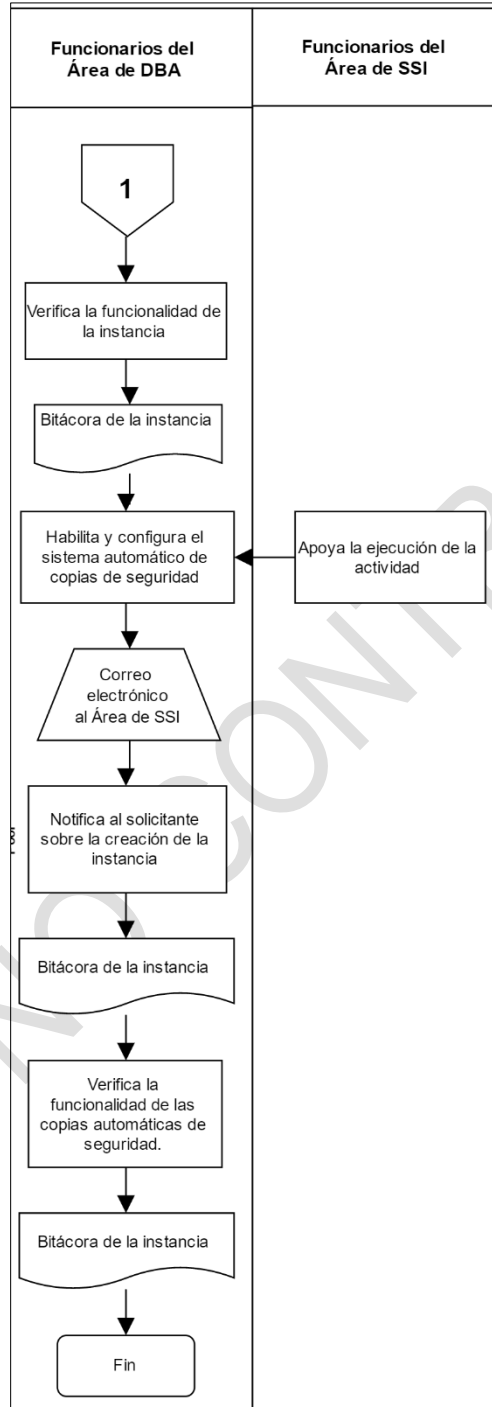 Funcionarios del
Área de DBA
Funcionarios del
Área de SSI
1
Verifica la funcionalidad de
la instancia
Bitácora de la instancia
Habilita y configura el
sistema automático de
copias de seguridad
Apoya la ejecución de la
actividad
Correo
electrónico
al Área de SSI
Notifica al solicitante
sobre la creación de la
instancia
Bitácora de la instancia
Verifica la
funcionalidad de las
copias automáticas de
seguridad.
Bitácora de la instancia
Fin
NO CONTR